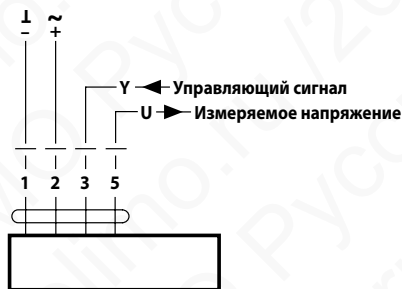 ⊥ ~
– +
Y Управляющий сигнал
U Измеряемое напряжение
1 2 3 5